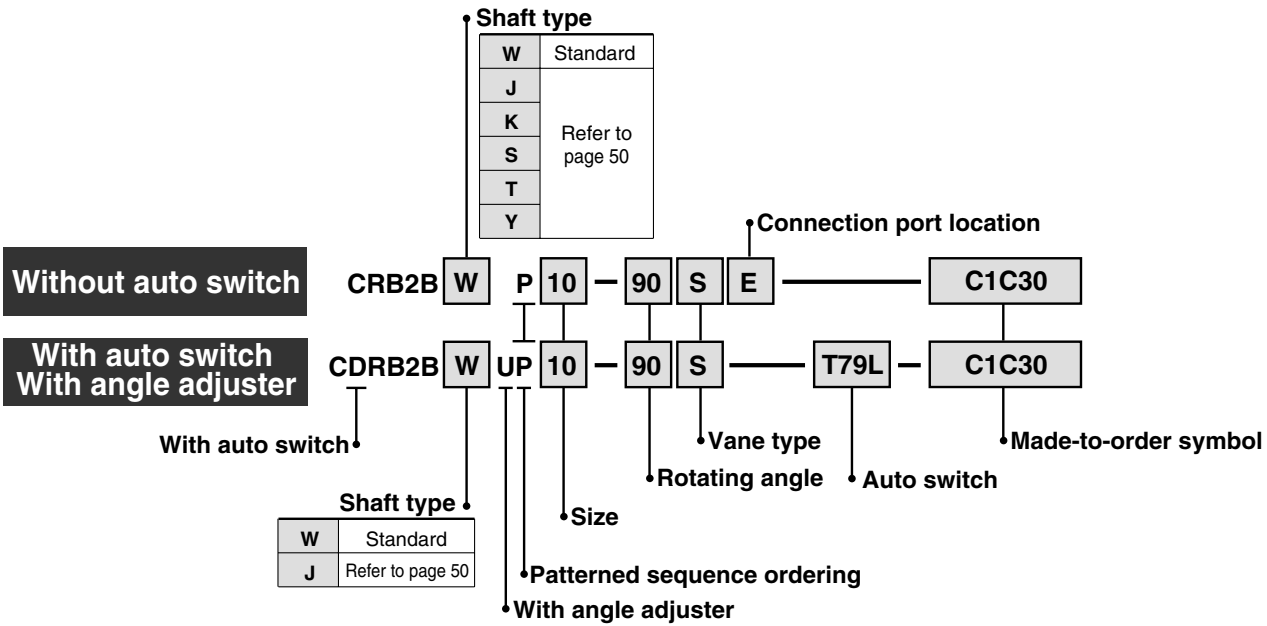 Shaft type
W Standard
J
K
S
T
Y
Refer to
page 50
Connection port location
Without auto switch CRB2B W P 10 – 90 S E — C1C30
With auto switch
With angle adjuster
CDRB2B W UP 10 – 90 S — T79L – C1C30
With auto switch
Vane type
Made-to-order symbol
Rotating angle
Auto switch
Shaft type
W Standard
J Refer to page 50
Size
Patterned sequence ordering
With angle adjuster